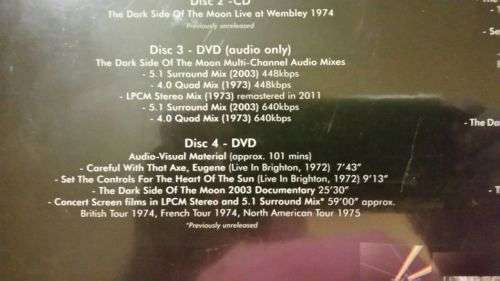 Disc 2 - CD
The Dark Side Of The Moon Live at Wembley 1974
Previously unreleased
Disc 3 - DVD (audio only)
The Dark Side Of The Moon Multi-Channel Audio Mixes
- 5.1 Surround Mix (2003) 448kbps
- 4.0 Quad Mix (1973) 448kbps
- LPCM Stereo Mix (1973) remastered in 2011
- 5.1 Surround Mix (2003) 640kbps
- 4.0 Quad Mix (1973) 640kbps
Disc 4 - DVD
Audio-Visual Material (approx. 101 mins)
- Careful With That Axe, Eugene (Live In Brighton, 1972) 7'43"
- Set The Controls For The Heart Of The Sun (Live In Brighton, 1972) 9'13"
- The Dark Side Of The Moon 2003 Documentary 25'30"
- Concert Screen films in LPCM Stereo and 5.1 Surround Mix* 59'00" approx.
British Tour 1974, French Tour 1974, North American Tour 1975
*Previously unreleased
- Se
- The Da